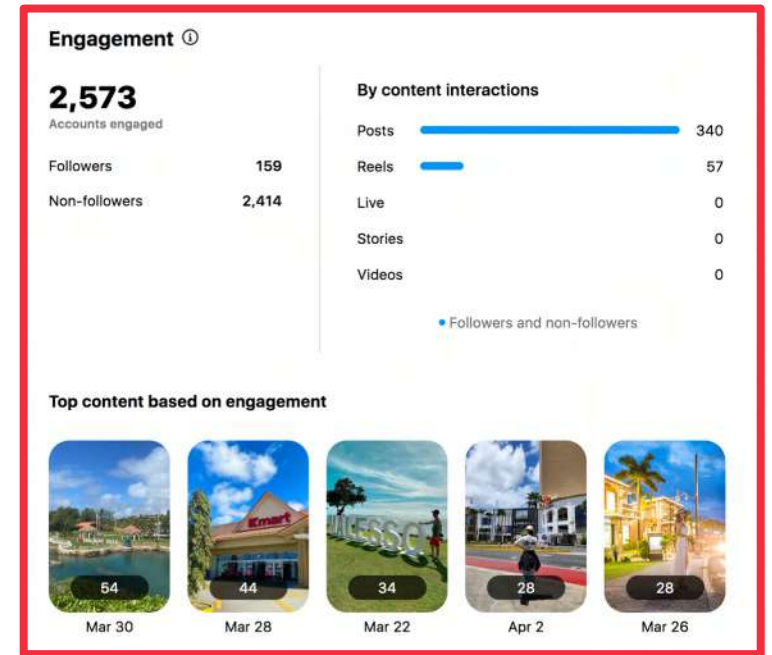 Engagement
2,573
Accounts engaged
Followers 159
Non-followers 2,414
By content interactions
Posts 340
Reels 57
Live 0
Stories 0
Videos 0
Followers and non-followers
Top content based on engagement
Kmart
54
44
34
28
28
Mar 30
Mar 28
Mar 22
Apr 2
Mar 26